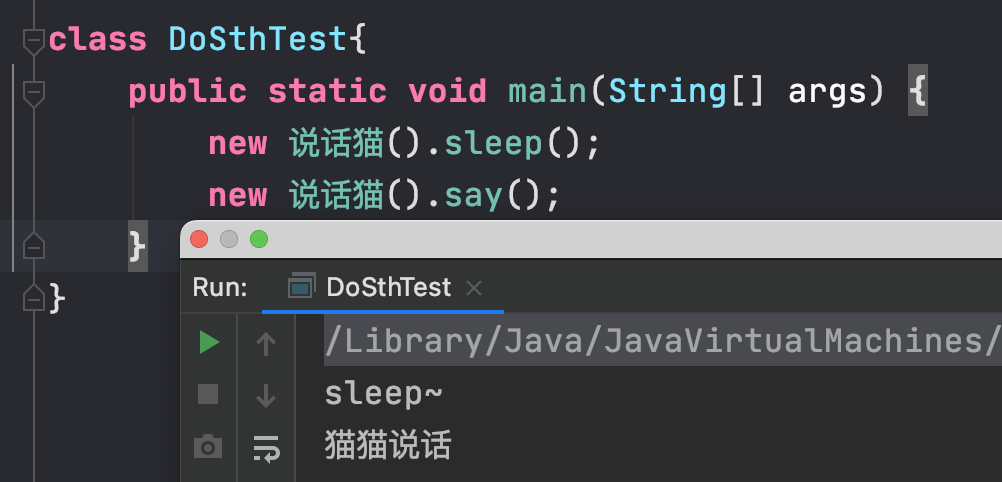 class DoSthTest{
public static void main(String[] args) {
new 说话猫().sleep();
new 说话猫().say();
}
}
Run: DoSthTest
/Library/Java/JavaVirtualMachines/
sleep~
猫猫说话